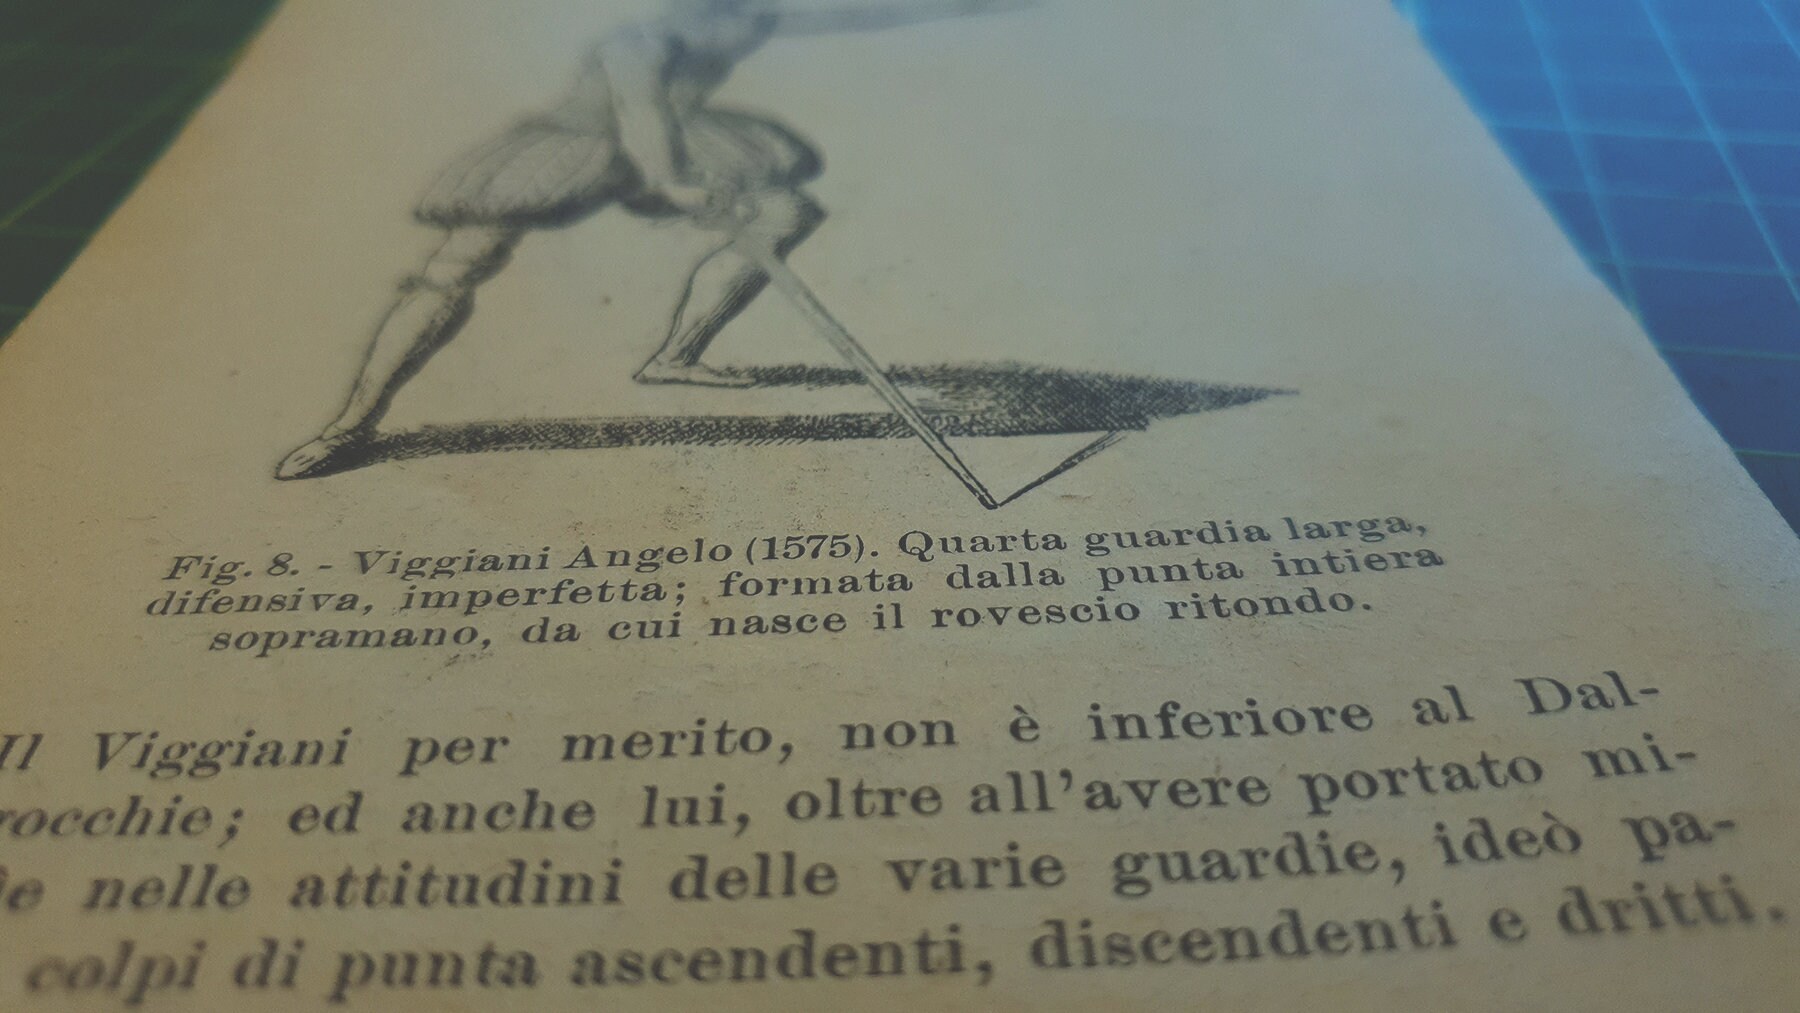 Fig. 8. - Viggiani Angelo (1575). Quarta guardia larga,
difensiva, imperfetta; formata dalla punta intiera
sopramano, da cui nasce il rovescio ritondo.
Il Viggiani per merito, non è inferiore al Dal-
rocchie; ed anche lui, oltre all'avere portato mi-
nelle attitudini delle varie guardie, ideò pa-
colpi di punta ascendenti, discendenti e dritti.